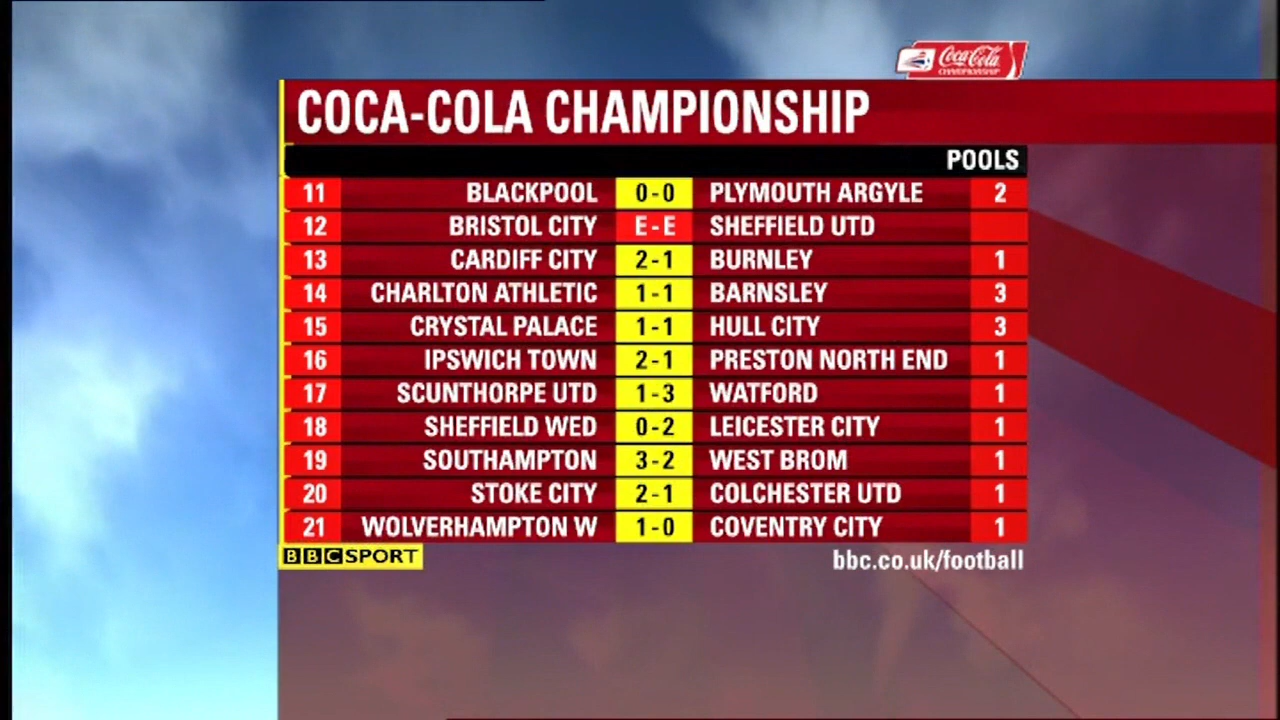 Coca-Cola
CHAMPIONSHIP
COCA-COLA CHAMPIONSHIP
POOLS
11 BLACKPOOL 0-0 PLYMOUTH ARGYLE 2
12 BRISTOL CITY E-E SHEFFIELD UTD
13 CARDIFF CITY 2-1 BURNLEY 1
14 CHARLTON ATHLETIC 1-1 BARNSLEY 3
15 CRYSTAL PALACE 1-1 HULL CITY 3
16 IPSWICH TOWN 2-1 PRESTON NORTH END 1
17 SCUNTHORPE UTD 1-3 WATFORD 1
18 SHEFFIELD WED 0-2 LEICESTER CITY 1
19 SOUTHAMPTON 3-2 WEST BROM 1
20 STOKE CITY 2-1 COLCHESTER UTD 1
21 WOLVERHAMPTON W 1-0 COVENTRY CITY 1
BBC SPORT bbc.co.uk/football